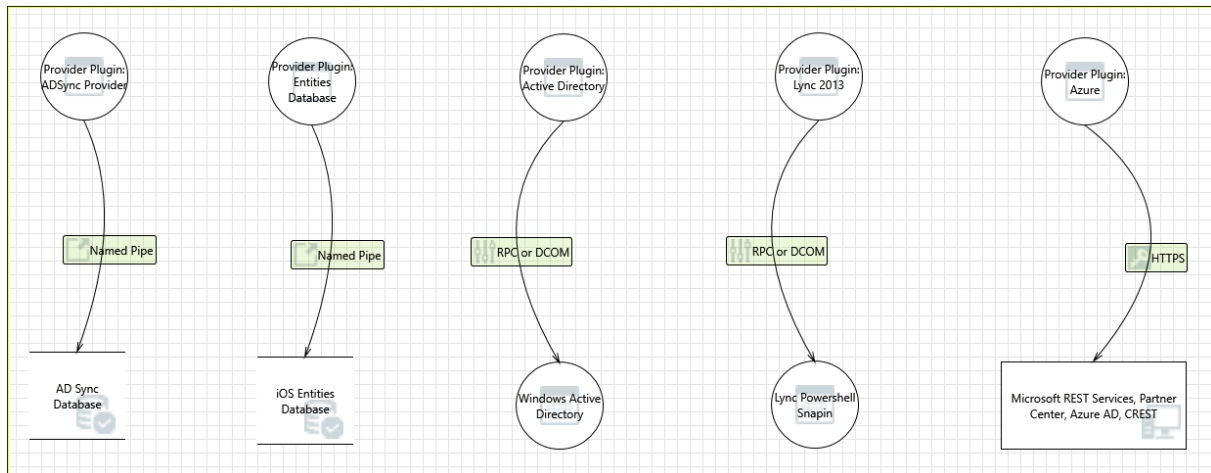 Provider Plugin:
ADSync Provider
Provider Plugin:
Entities
Database
Provider Plugin:
Active Directory
Provider Plugin:
Lync 2013
Provider Plugin:
Azure
Named Pipe
Named Pipe
RPC or DCOM
RPC or DCOM
HTTPS
AD Sync
Database
iOS Entities
Database
Windows Active
Directory
Lync Powershell
Snapin
Microsoft REST Services, Partner
Center, Azure AD, CREST